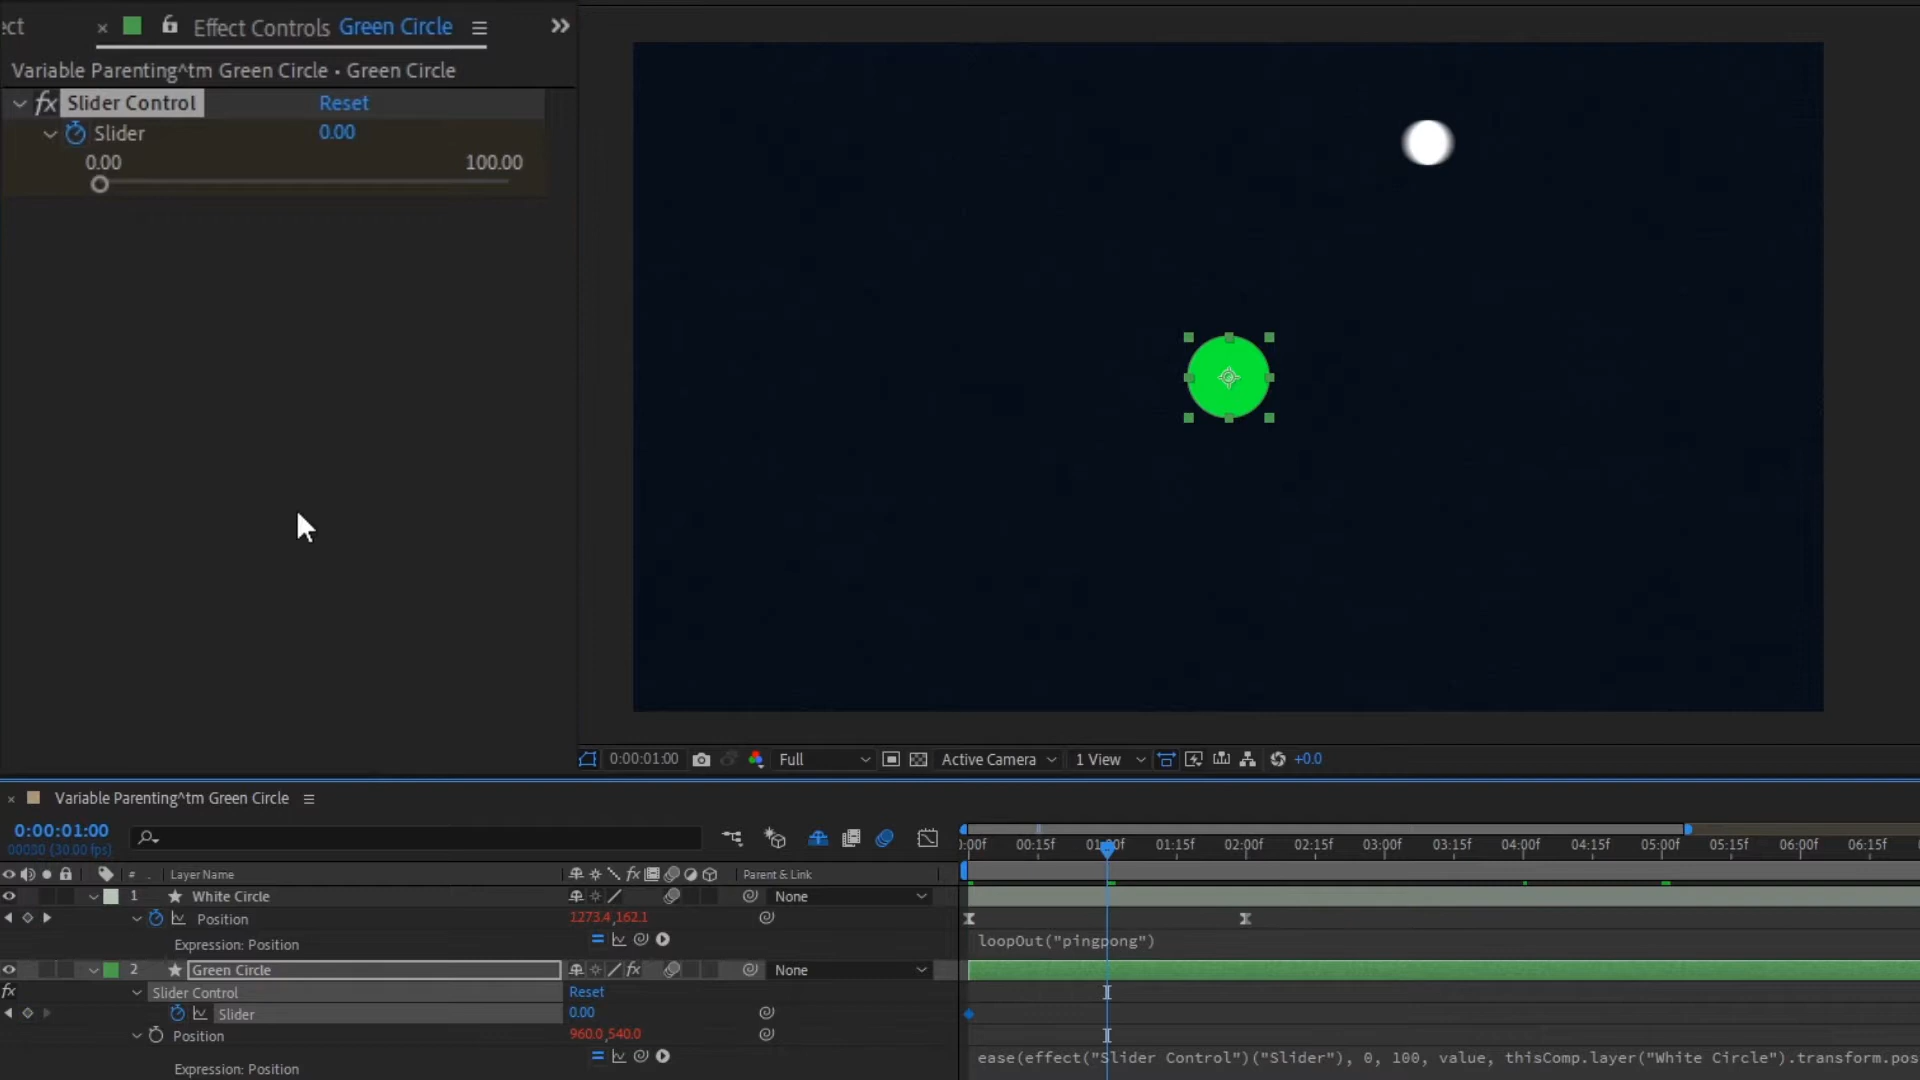 ect × Effect Controls Green Circle
Variable Parenting^tm Green Circle • Green Circle
fx Slider Control Reset
Slider 0.00
0.00 100.00
0:00:01:00 Full Active Camera 1 View +0.0
× Variable Parenting^tm Green Circle
0:00:01:00
(30.00 fps)
:00f 00:15f 01:00f 01:15f 02:00f 02:15f 03:00f 03:15f 04:00f 04:15f 05:00f 05:15f 06:00f 06:15f
# Layer Name fx Parent & Link
1 White Circle None
Position 1273.4,162.1
Expression: Position loopOut("pingpong")
2 Green Circle fx None
fx Slider Control Reset
Slider 0.00
Position 960.0,540.0
Expression: Position ease(effect("Slider Control")("Slider"), 0, 100, value, thisComp.layer("White Circle").transform.pos